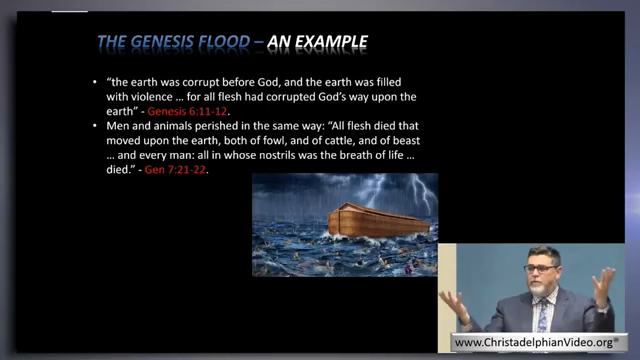 THE GENESIS FLOOD – AN EXAMPLE
• “the earth was corrupt before God, and the earth was filled
with violence … for all flesh had corrupted God’s way upon the
earth” - Genesis 6:11-12.
• Men and animals perished in the same way: “All flesh died that
moved upon the earth, both of fowl, and of cattle, and of beast
… and every man: all in whose nostrils was the breath of life …
died.” - Gen 7:21-22.
www.ChristadelphianVideo.org®